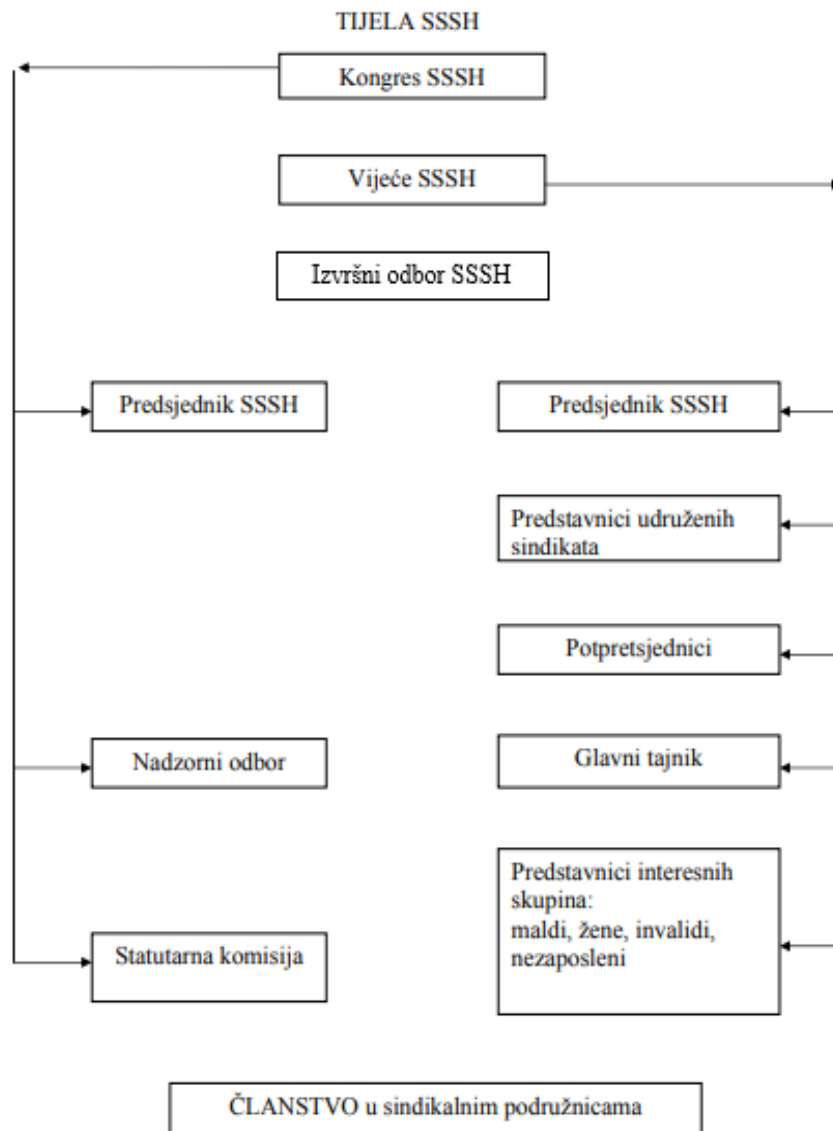 TIJELA SSSH
Kongres SSSH
Vijeće SSSH
Izvršni odbor SSSH
Predsjednik SSSH
Predsjednik SSSH
Predstavnici udruženih
sindikata
Potpretsjednici
Nadzorni odbor
Glavni tajnik
Predstavnici interesnih
skupina:
maldi, žene, invalidi,
nezaposleni
Statutarna komisija
ČLANSTVO u sindikalnim podružnicama